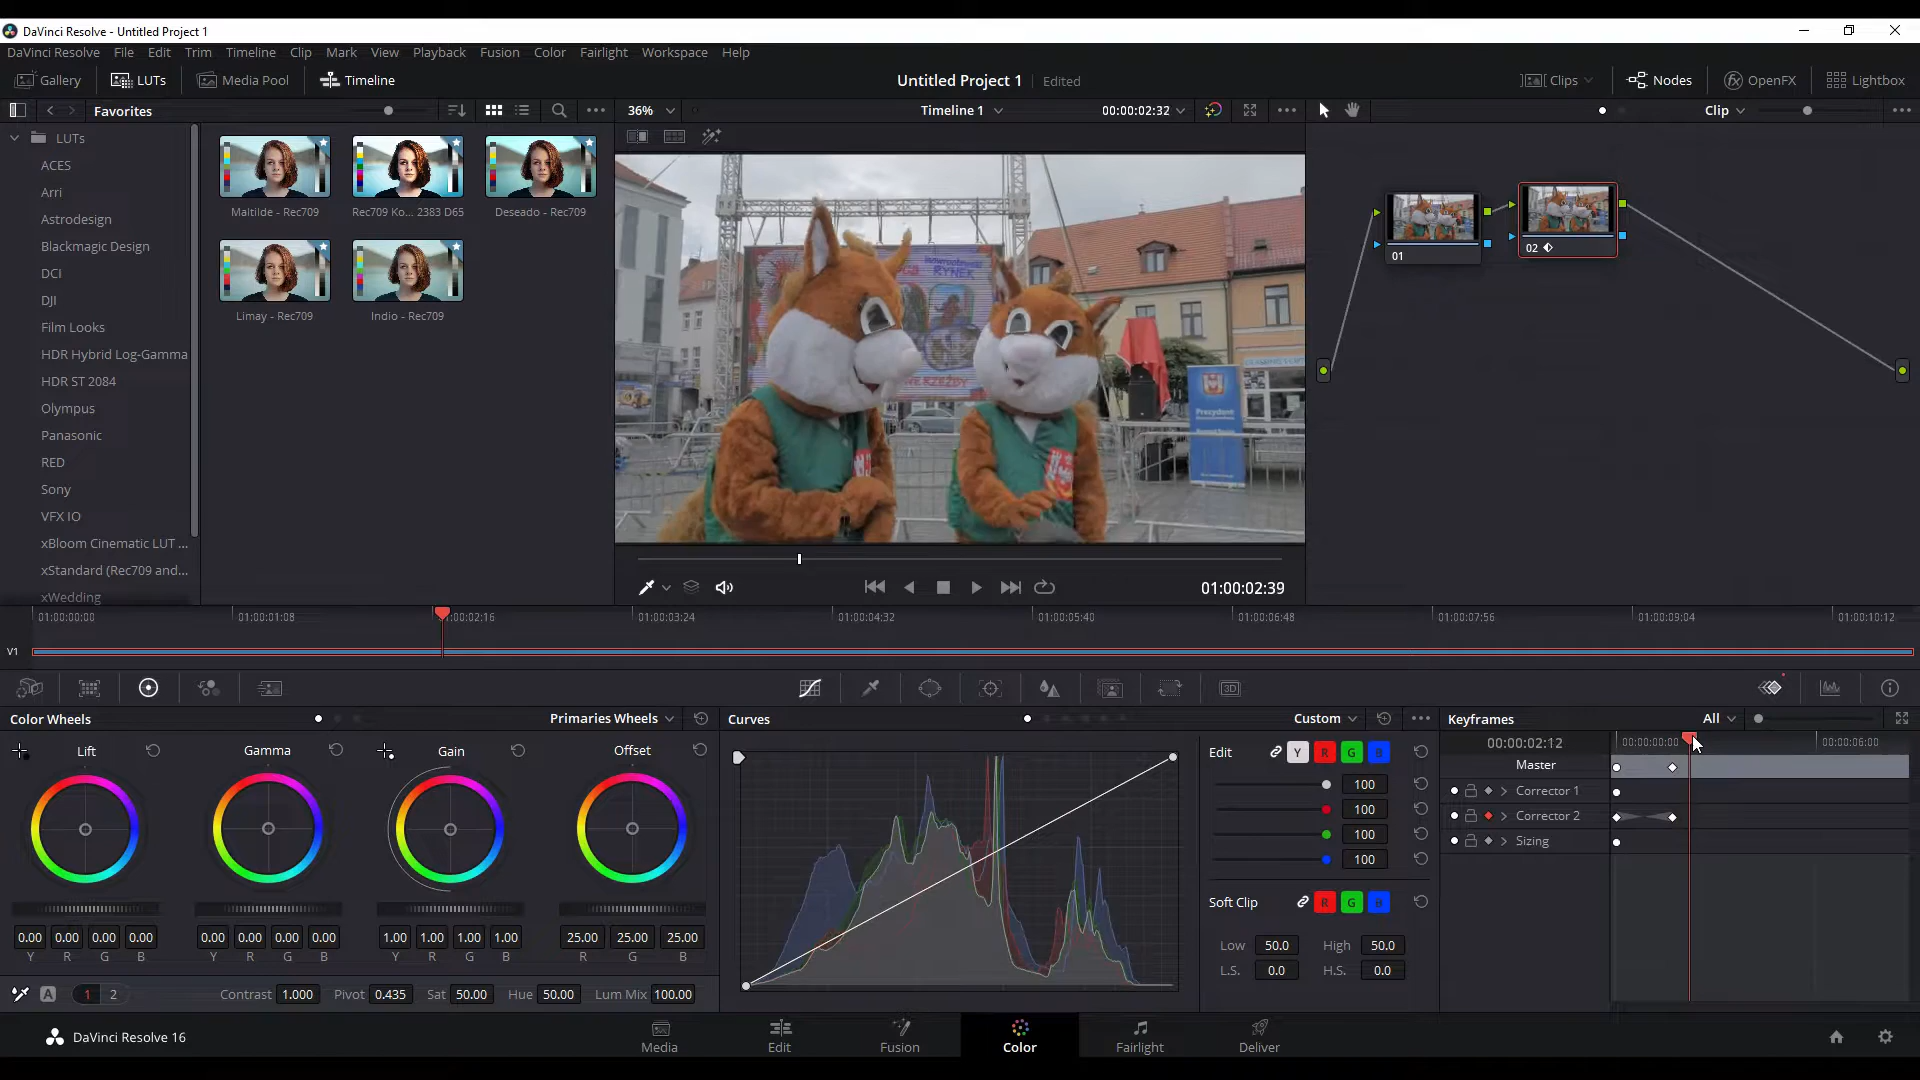 DaVinci Resolve - Untitled Project 1
DaVinci Resolve File Edit Trim Timeline Clip Mark View Playback Fusion Color Fairlight Workspace Help
Gallery LUTs Media Pool Timeline Untitled Project 1 Edited Clips Nodes OpenFX Lightbox
Favorites 36% Timeline 1 00:00:02:32 Clip
LUTs
ACES
Arri
Astrodesign
Blackmagic Design
DCI
DJI
Film Looks
HDR Hybrid Log-Gamma
HDR ST 2084
Olympus
Panasonic
RED
Sony
VFX IO
xBloom Cinematic LUT ...
xStandard (Rec709 and...
xWedding
Maltilde - Rec709 Rec709 Ko... 2383 D65 Deseado - Rec709
Limay - Rec709 Indio - Rec709
RYNEK
Prezydent
01
02
01:00:02:39
01:00:00:00 01:00:01:08 :00:02:16 01:00:03:24 01:00:04:32 01:00:05:40 01:00:06:48 01:00:07:56 01:00:09:04 01:00:10:12
V1
3D
Color Wheels Primaries Wheels
Lift Gamma Gain Offset
0.00 0.00 0.00 0.00 0.00 0.00 0.00 0.00 1.00 1.00 1.00 1.00 25.00 25.00 25.00
Y R G B Y R G B Y R G B R G B
A 1 2 Contrast 1.000 Pivot 0.435 Sat 50.00 Hue 50.00 Lum Mix 100.00
Curves Custom
Edit Y R G B
100
100
100
100
Soft Clip R G B
Low 50.0 High 50.0
L.S. 0.0 H.S. 0.0
Keyframes All
00:00:02:12 00:00:00:00 00:00:06:00
Master
Corrector 1
Corrector 2
Sizing
DaVinci Resolve 16 Media Edit Fusion Color Fairlight Deliver